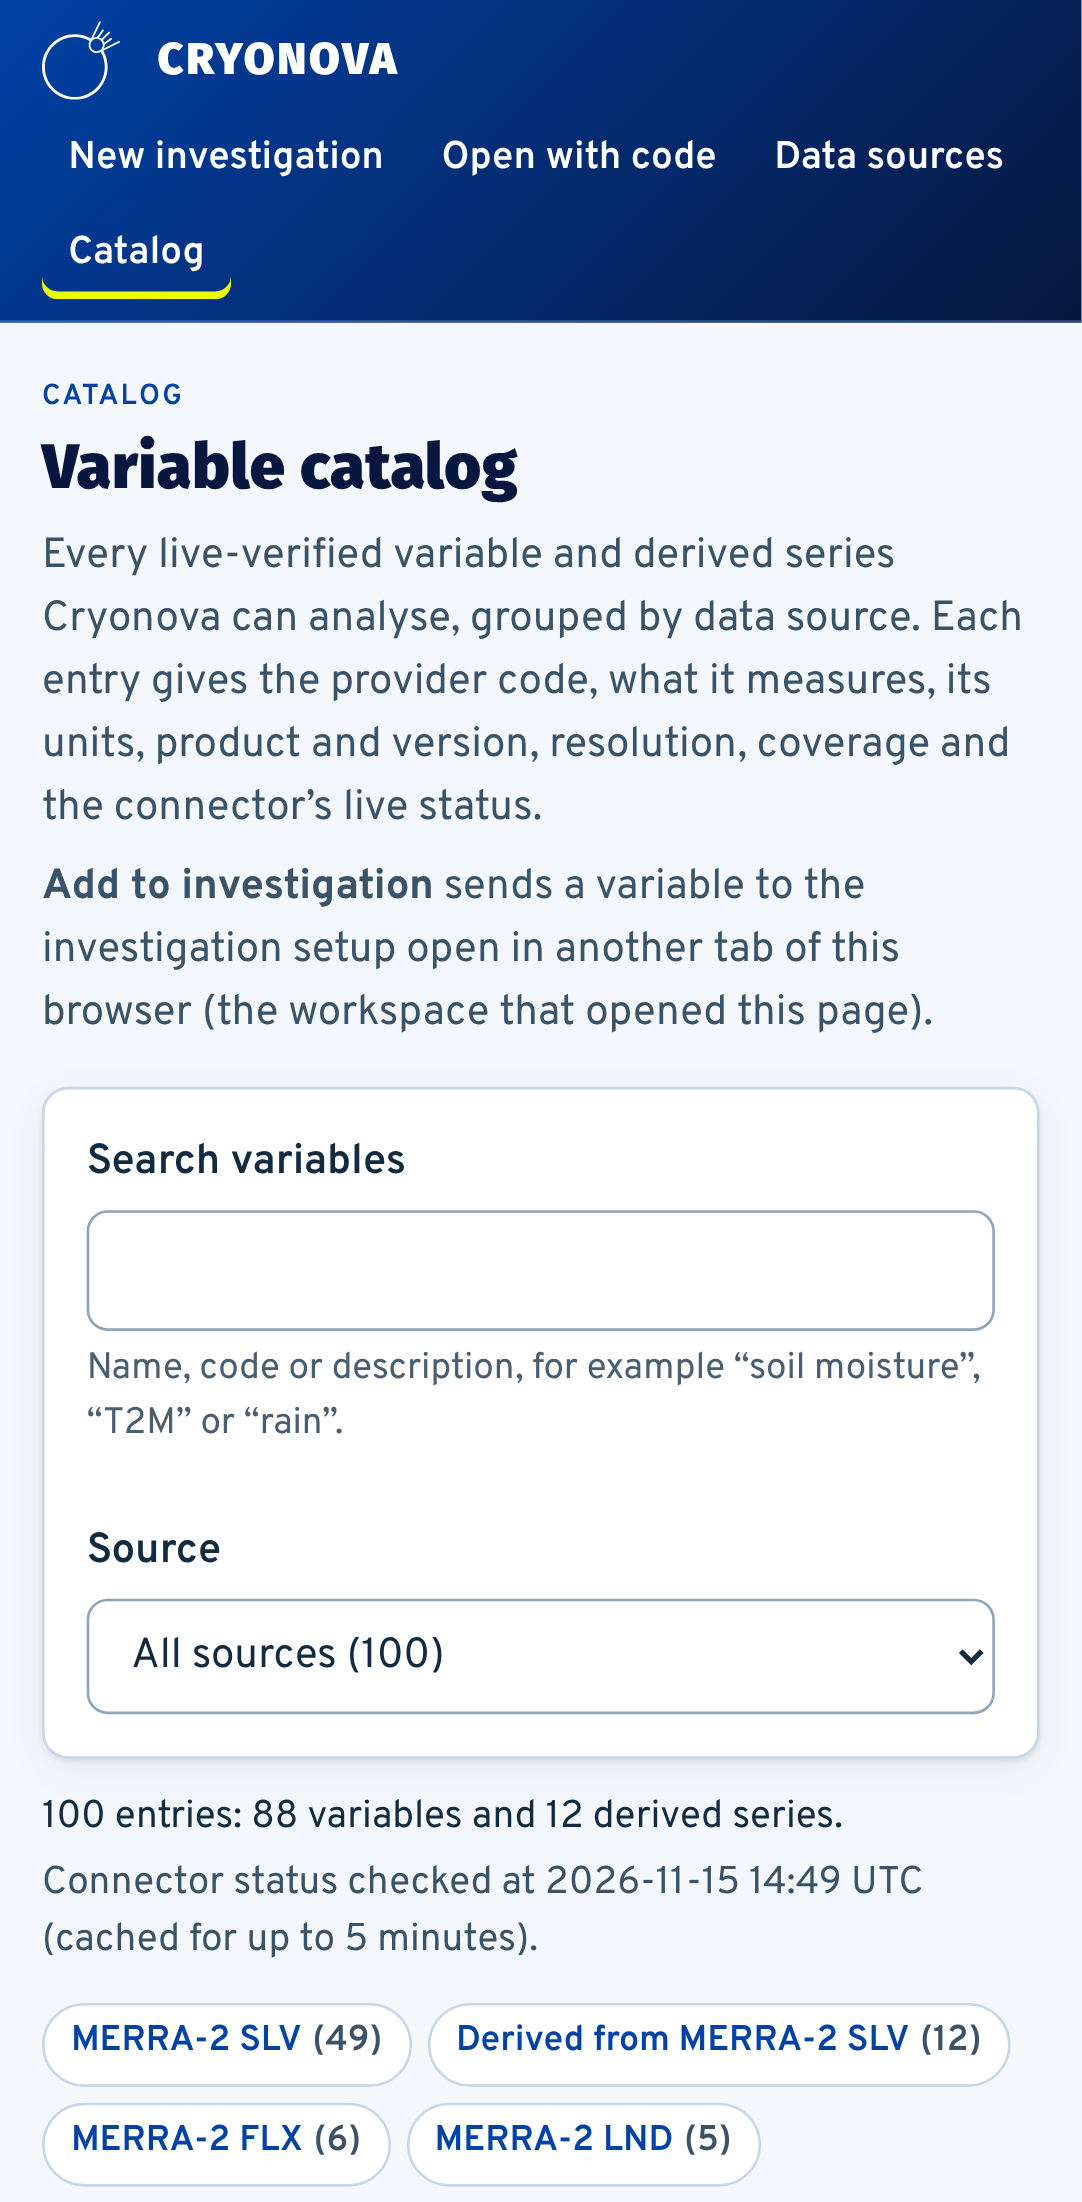 CRYONOVA
New investigation Open with code Data sources
Catalog
CATALOG
Variable catalog
Every live-verified variable and derived series
Cryonova can analyse, grouped by data source. Each
entry gives the provider code, what it measures, its
units, product and version, resolution, coverage and
the connector’s live status.
Add to investigation sends a variable to the
investigation setup open in another tab of this
browser (the workspace that opened this page).
Search variables
Name, code or description, for example “soil moisture”,
“T2M” or “rain”.
Source
All sources (100)
100 entries: 88 variables and 12 derived series.
Connector status checked at 2026-11-15 14:49 UTC
(cached for up to 5 minutes).
MERRA-2 SLV (49) Derived from MERRA-2 SLV (12)
MERRA-2 FLX (6) MERRA-2 LND (5)